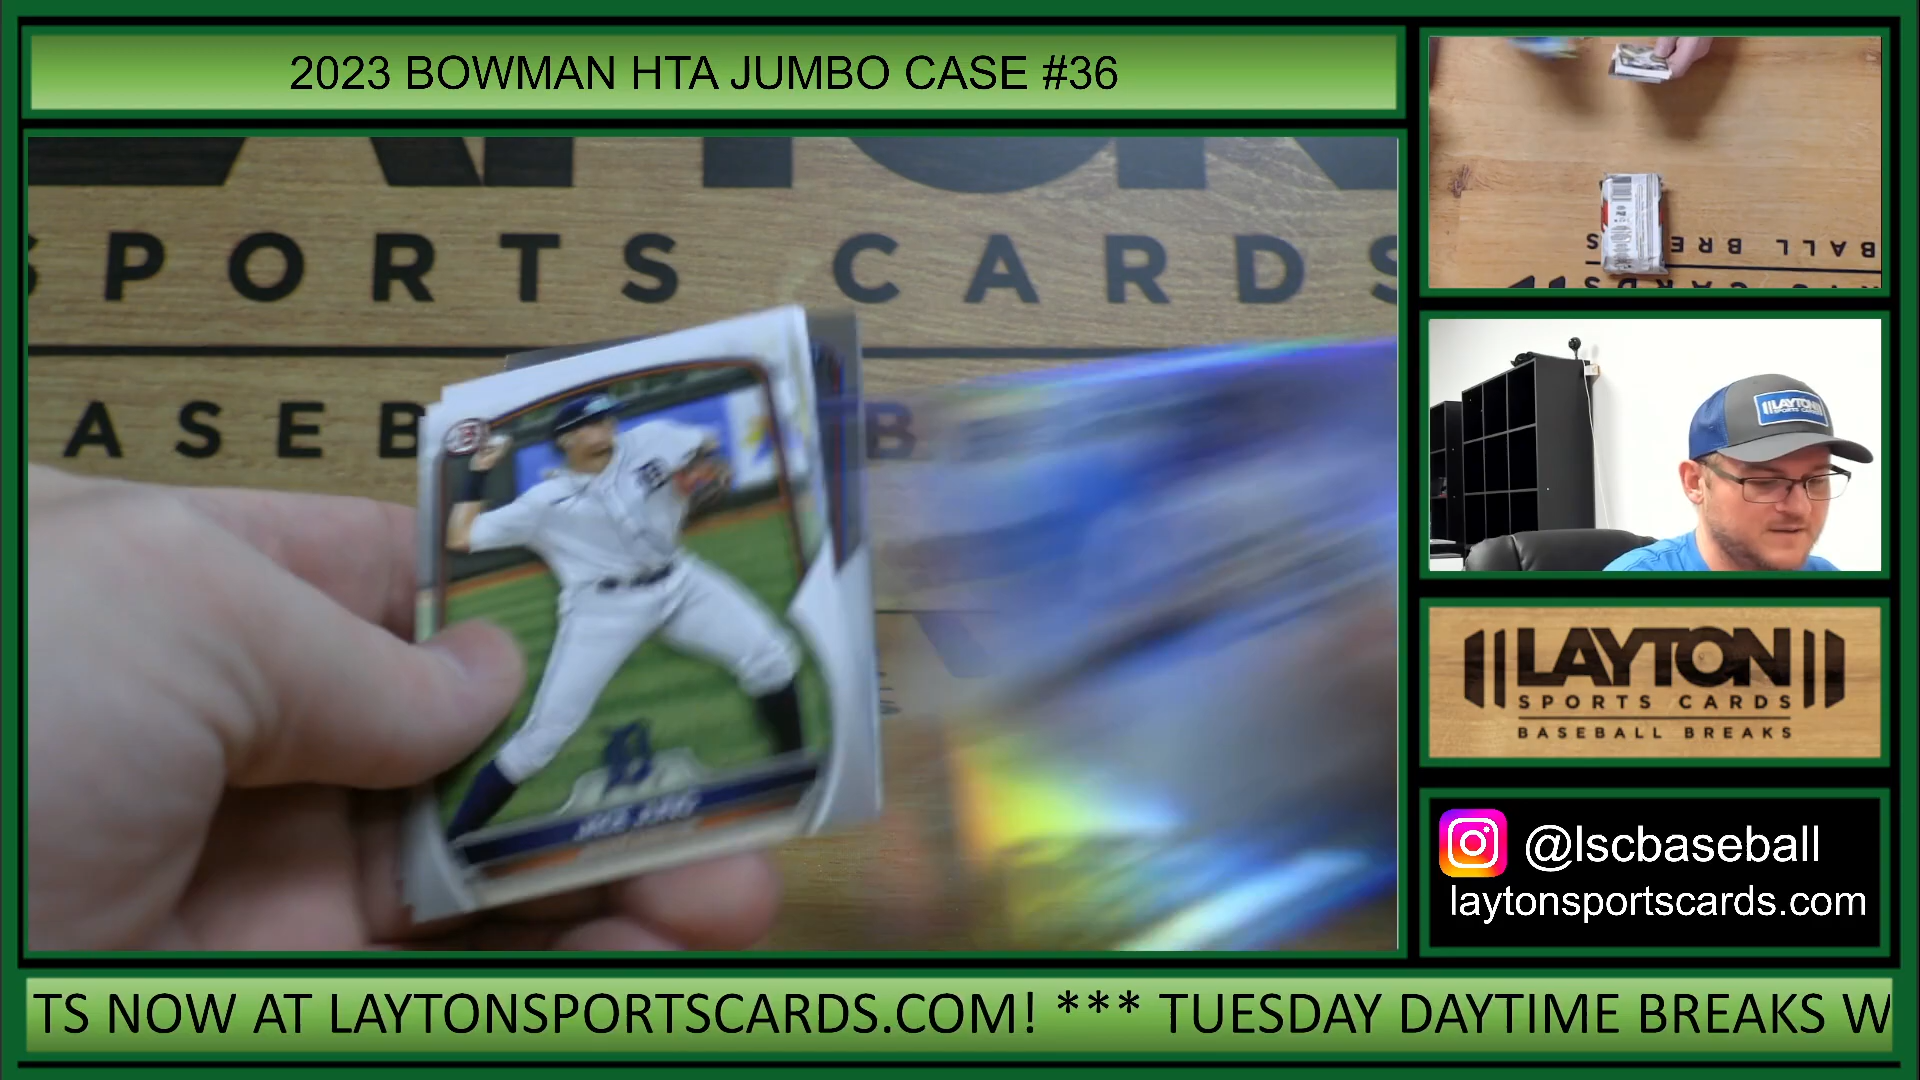 2023 BOWMAN HTA JUMBO CASE #36
SPORTS CARDS
ASEB
B
LAYTON
LAYTON
SPORTS CARDS
BASEBALL BREAKS
@lscbaseball
laytonsportscards.com
TS NOW AT LAYTONSPORTSCARDS.COM! *** TUESDAY DAYTIME BREAKS W